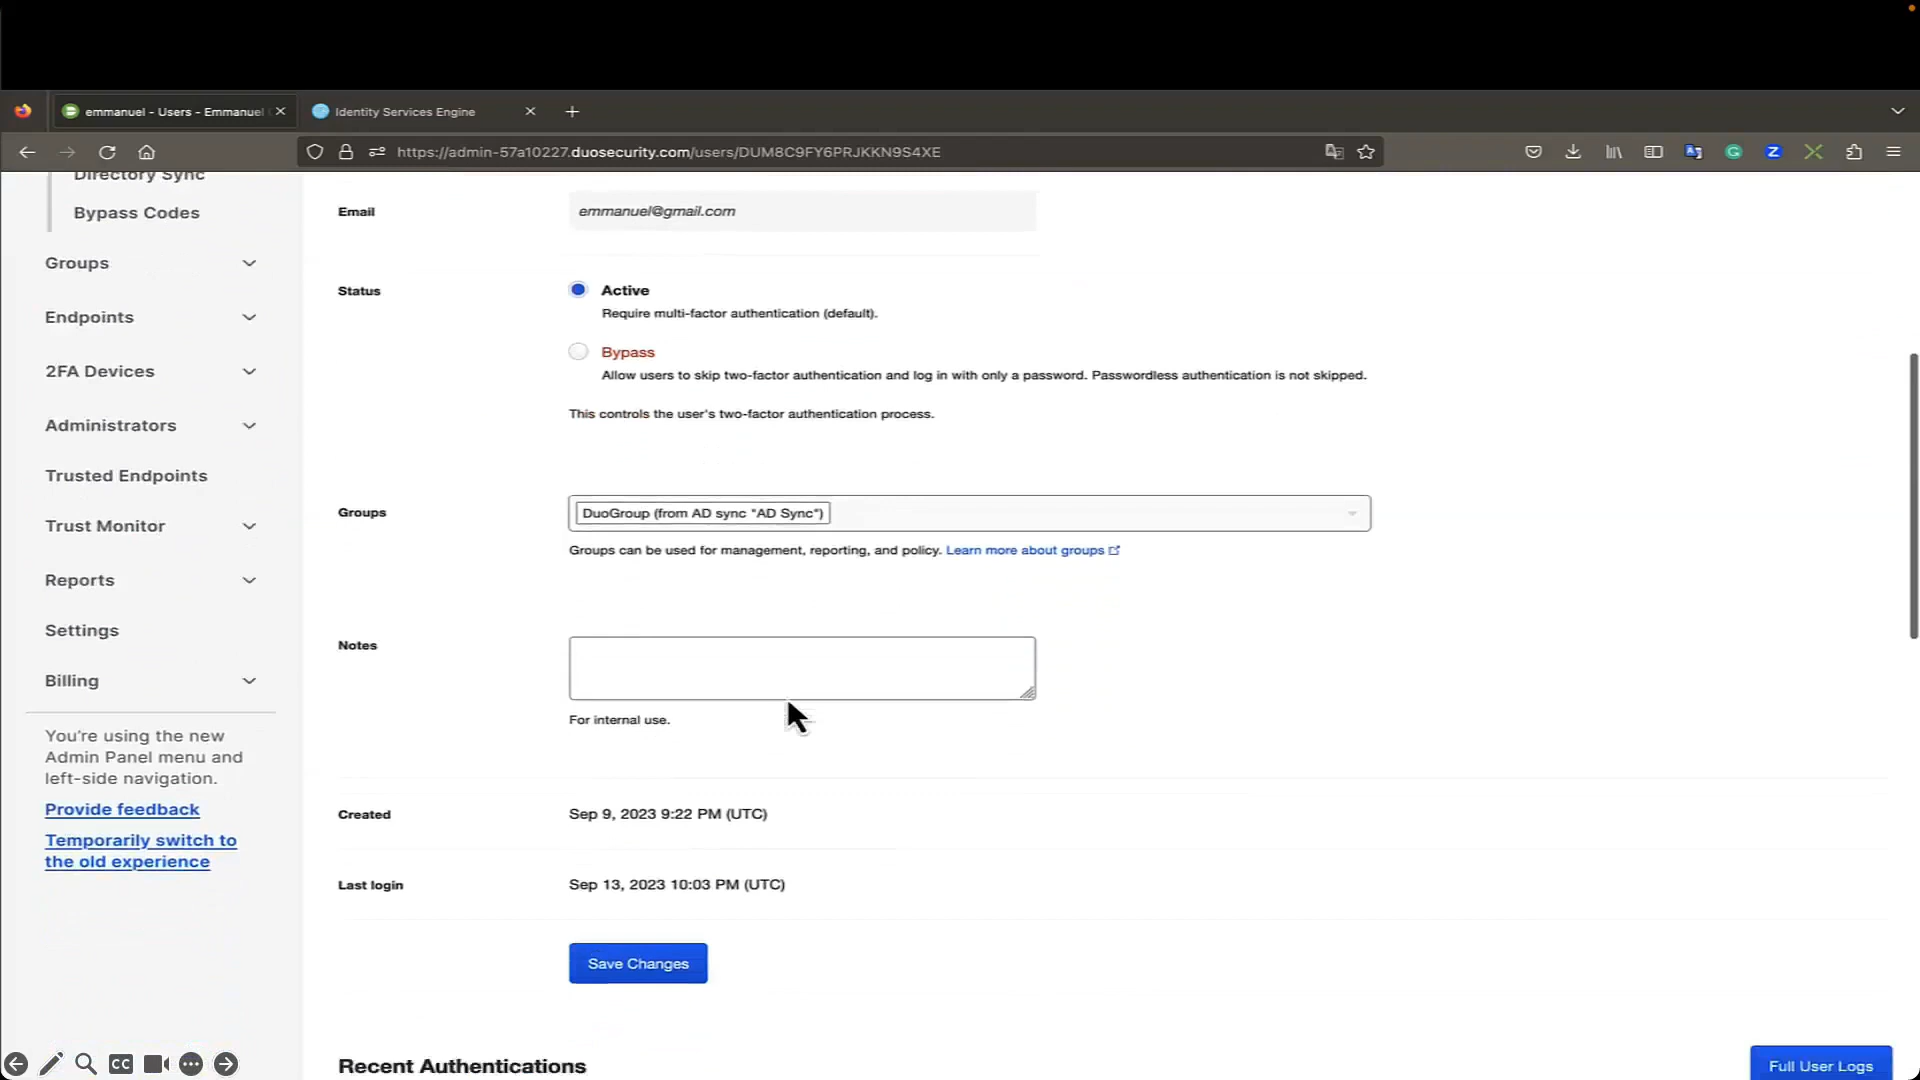 emmanuel - Users - Emmanuel
Identity Services Engine
https://admin-57a10227.duosecurity.com/users/DUM8C9FY6PRJKKN9S4XE
Directory Sync
Bypass Codes
Groups
Endpoints
2FA Devices
Administrators
Trusted Endpoints
Trust Monitor
Reports
Settings
Billing
You're using the new
Admin Panel menu and
left-side navigation.
Provide feedback
Temporarily switch to
the old experience
Email
emmanuel@gmail.com
Status
Active
Require multi-factor authentication (default).
Bypass
Allow users to skip two-factor authentication and log in with only a password. Passwordless authentication is not skipped.
This controls the user's two-factor authentication process.
Groups
DuoGroup (from AD sync "AD Sync")
Groups can be used for management, reporting, and policy. Learn more about groups
Notes
For internal use.
Created
Sep 9, 2023 9:22 PM (UTC)
Last login
Sep 13, 2023 10:03 PM (UTC)
Save Changes
Recent Authentications
Full User Logs
CC